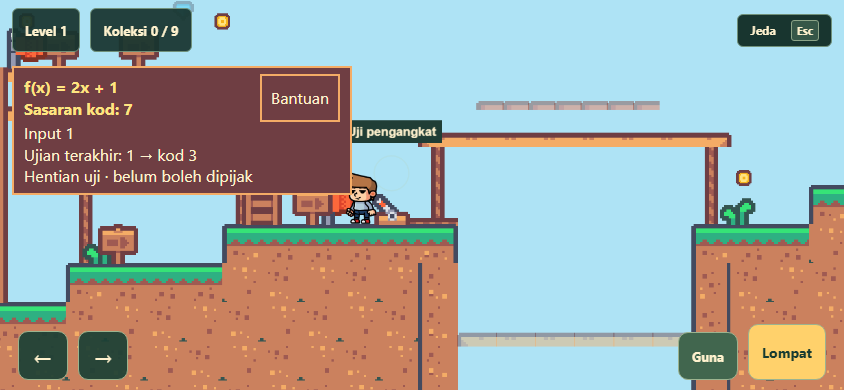 Level 1
Koleksi 0 / 9
Jeda Esc
f(x) = 2x + 1
Sasaran kod: 7
Bantuan
Input 1
Ujian terakhir: 1 → kod 3
Hentian uji · belum boleh dipijak
Uji pengangkat
← →
Guna
Lompat